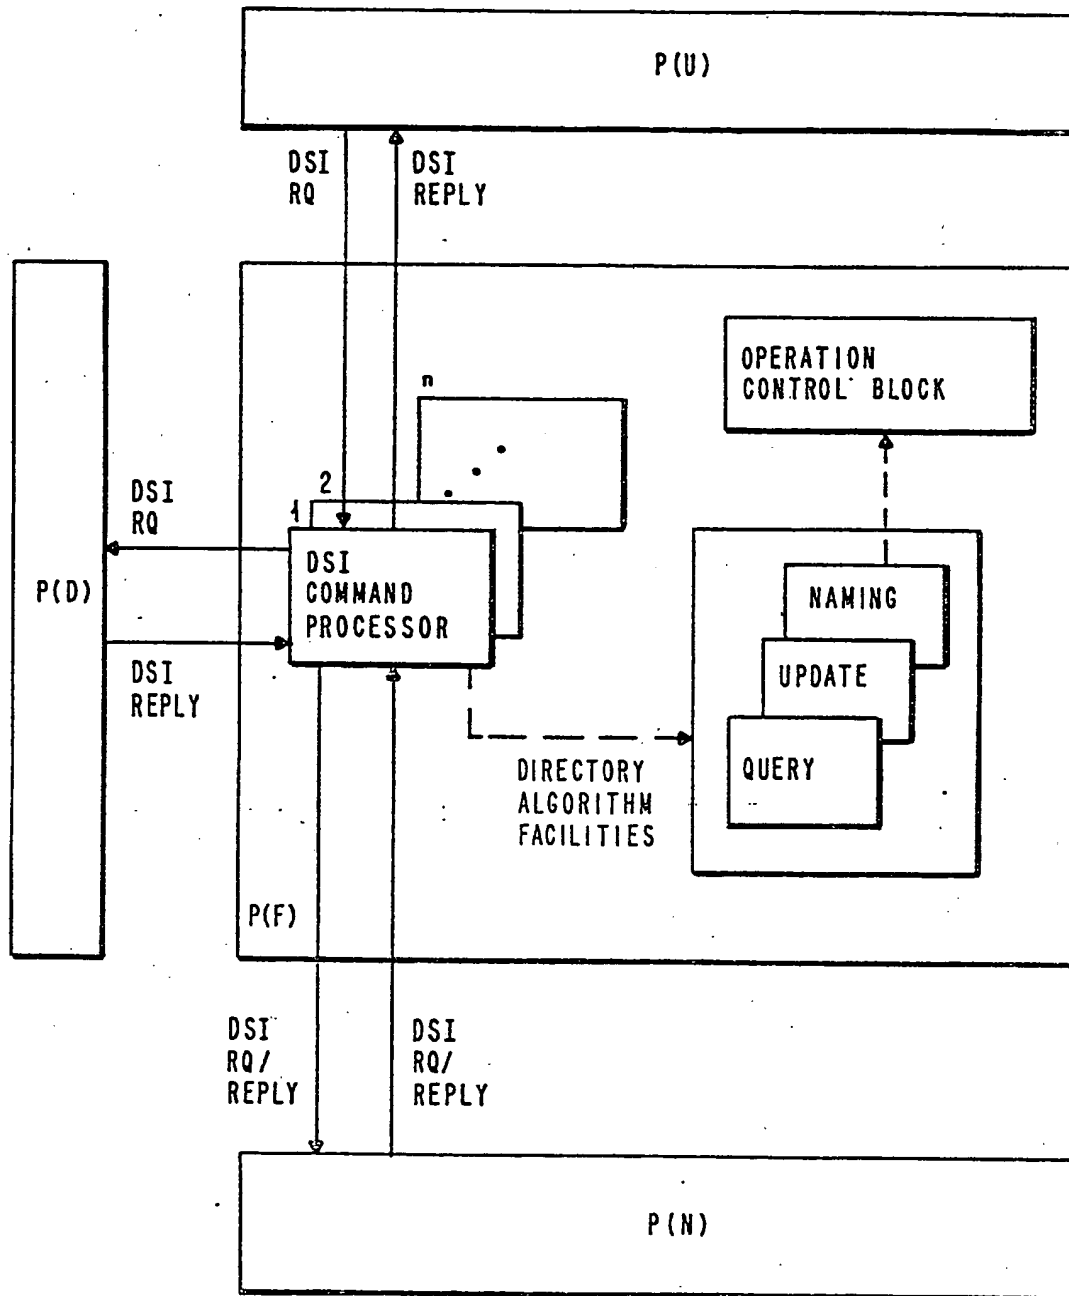 P(U)
DSI
RQ
DSI
REPLY
OPERATION
CONTROL BLOCK
n
2
1
DSI
RQ
DSI
COMMAND
PROCESSOR
P(D)
DSI
REPLY
NAMING
UPDATE
QUERY
DIRECTORY
ALGORITHM
FACILITIES
P(F)
DSI
RQ/
REPLY
DSI
RQ/
REPLY
P(N)